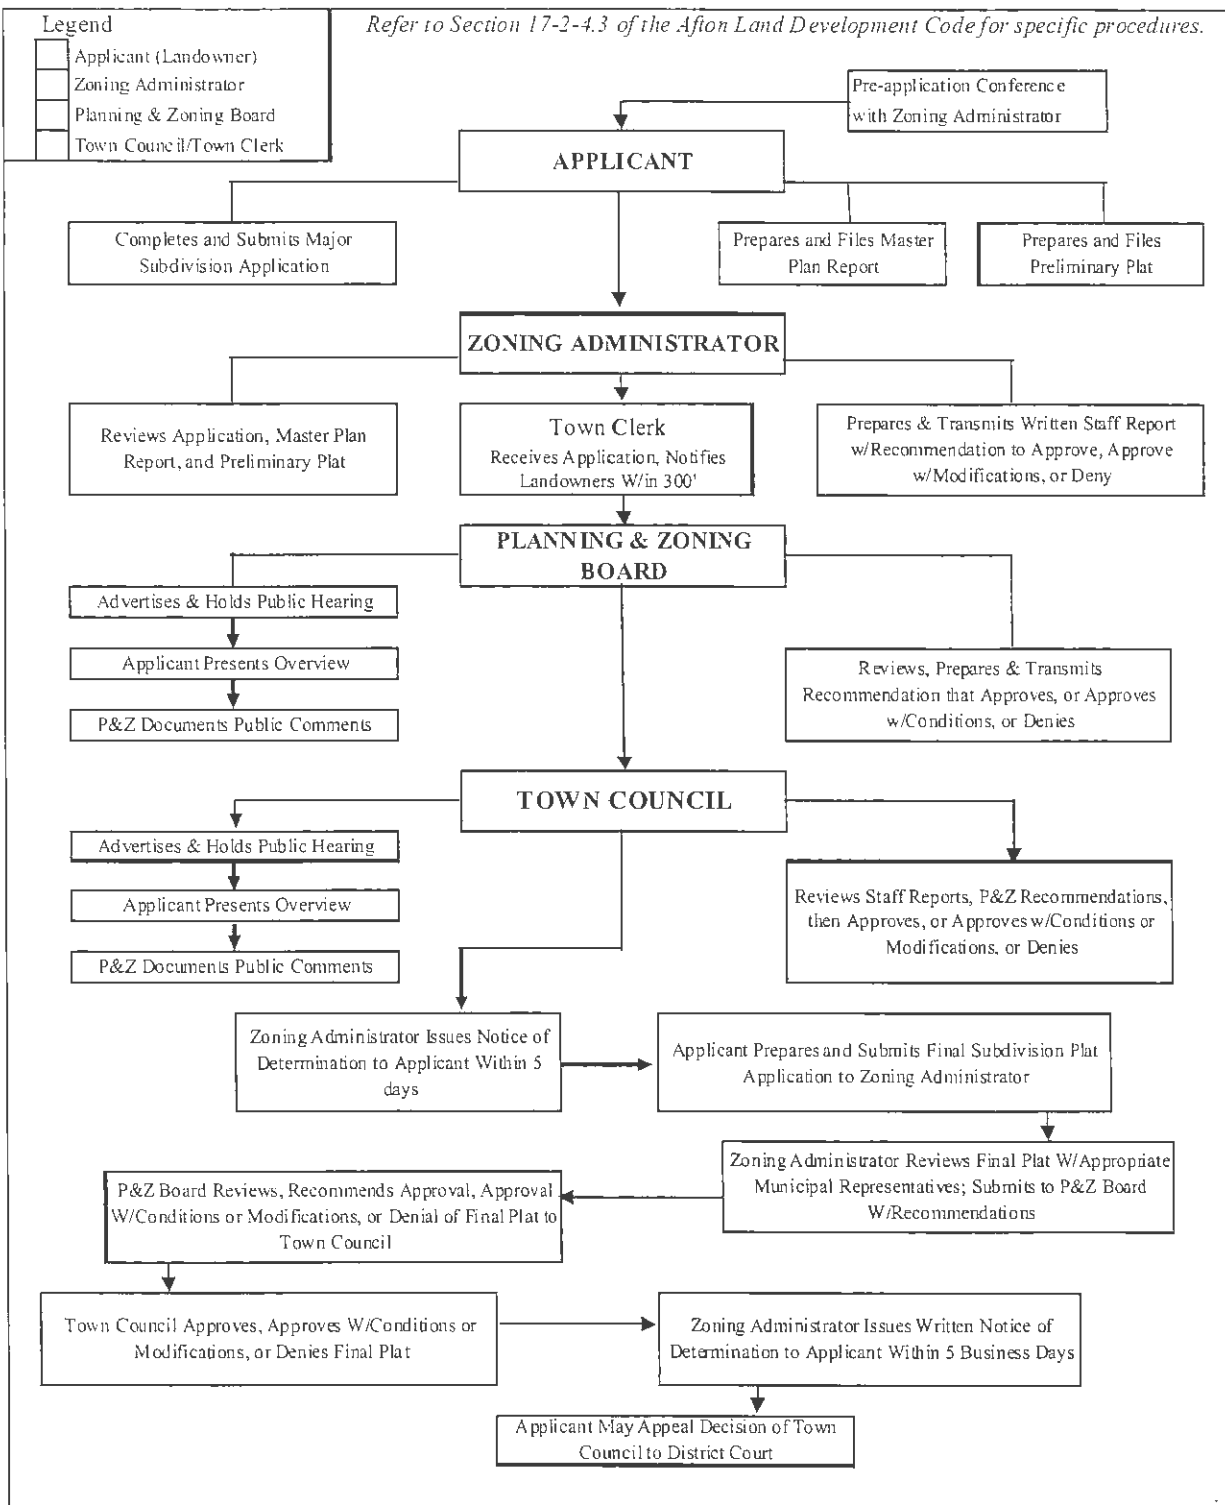 Legend
Applicant (Landowner)
Zoning Administrator
Planning & Zoning Board
Town Council/Town Clerk
Refer to Section 17-2-4.3 of the Afton Land Development Code for specific procedures.
Pre-application Conference
with Zoning Administrator
APPLICANT
Completes and Submits Major
Subdivision Application
Prepares and Files Master
Plan Report
Prepares and Files
Preliminary Plat
ZONING ADMINISTRATOR
Reviews Application, Master Plan
Report, and Preliminary Plat
Town Clerk
Receives Application, Notifies
Landowners W/in 300'
Prepares & Transmits Written Staff Report
w/Recommendation to Approve, Approve
w/Modifications, or Deny
PLANNING & ZONING
BOARD
Advertises & Holds Public Hearing
Applicant Presents Overview
P&Z Documents Public Comments
Reviews, Prepares & Transmits
Recommendation that Approves, or Approves
w/Conditions, or Denies
TOWN COUNCIL
Advertises & Holds Public Hearing
Applicant Presents Overview
P&Z Documents Public Comments
Reviews Staff Reports, P&Z Recommendations,
then Approves, or Approves w/Conditions or
Modifications, or Denies
Zoning Administrator Issues Notice of
Determination to Applicant Within 5
days
Applicant Prepares and Submits Final Subdivision Plat
Application to Zoning Administrator
Zoning Administrator Reviews Final Plat W/Appropriate
Municipal Representatives; Submits to P&Z Board
W/Recommendations
P&Z Board Reviews, Recommends Approval, Approval
W/Conditions or Modifications, or Denial of Final Plat to
Town Council
Town Council Approves, Approves W/Conditions or
Modifications, or Denies Final Plat
Zoning Administrator Issues Written Notice of
Determination to Applicant Within 5 Business Days
Applicant May Appeal Decision of Town
Council to District Court